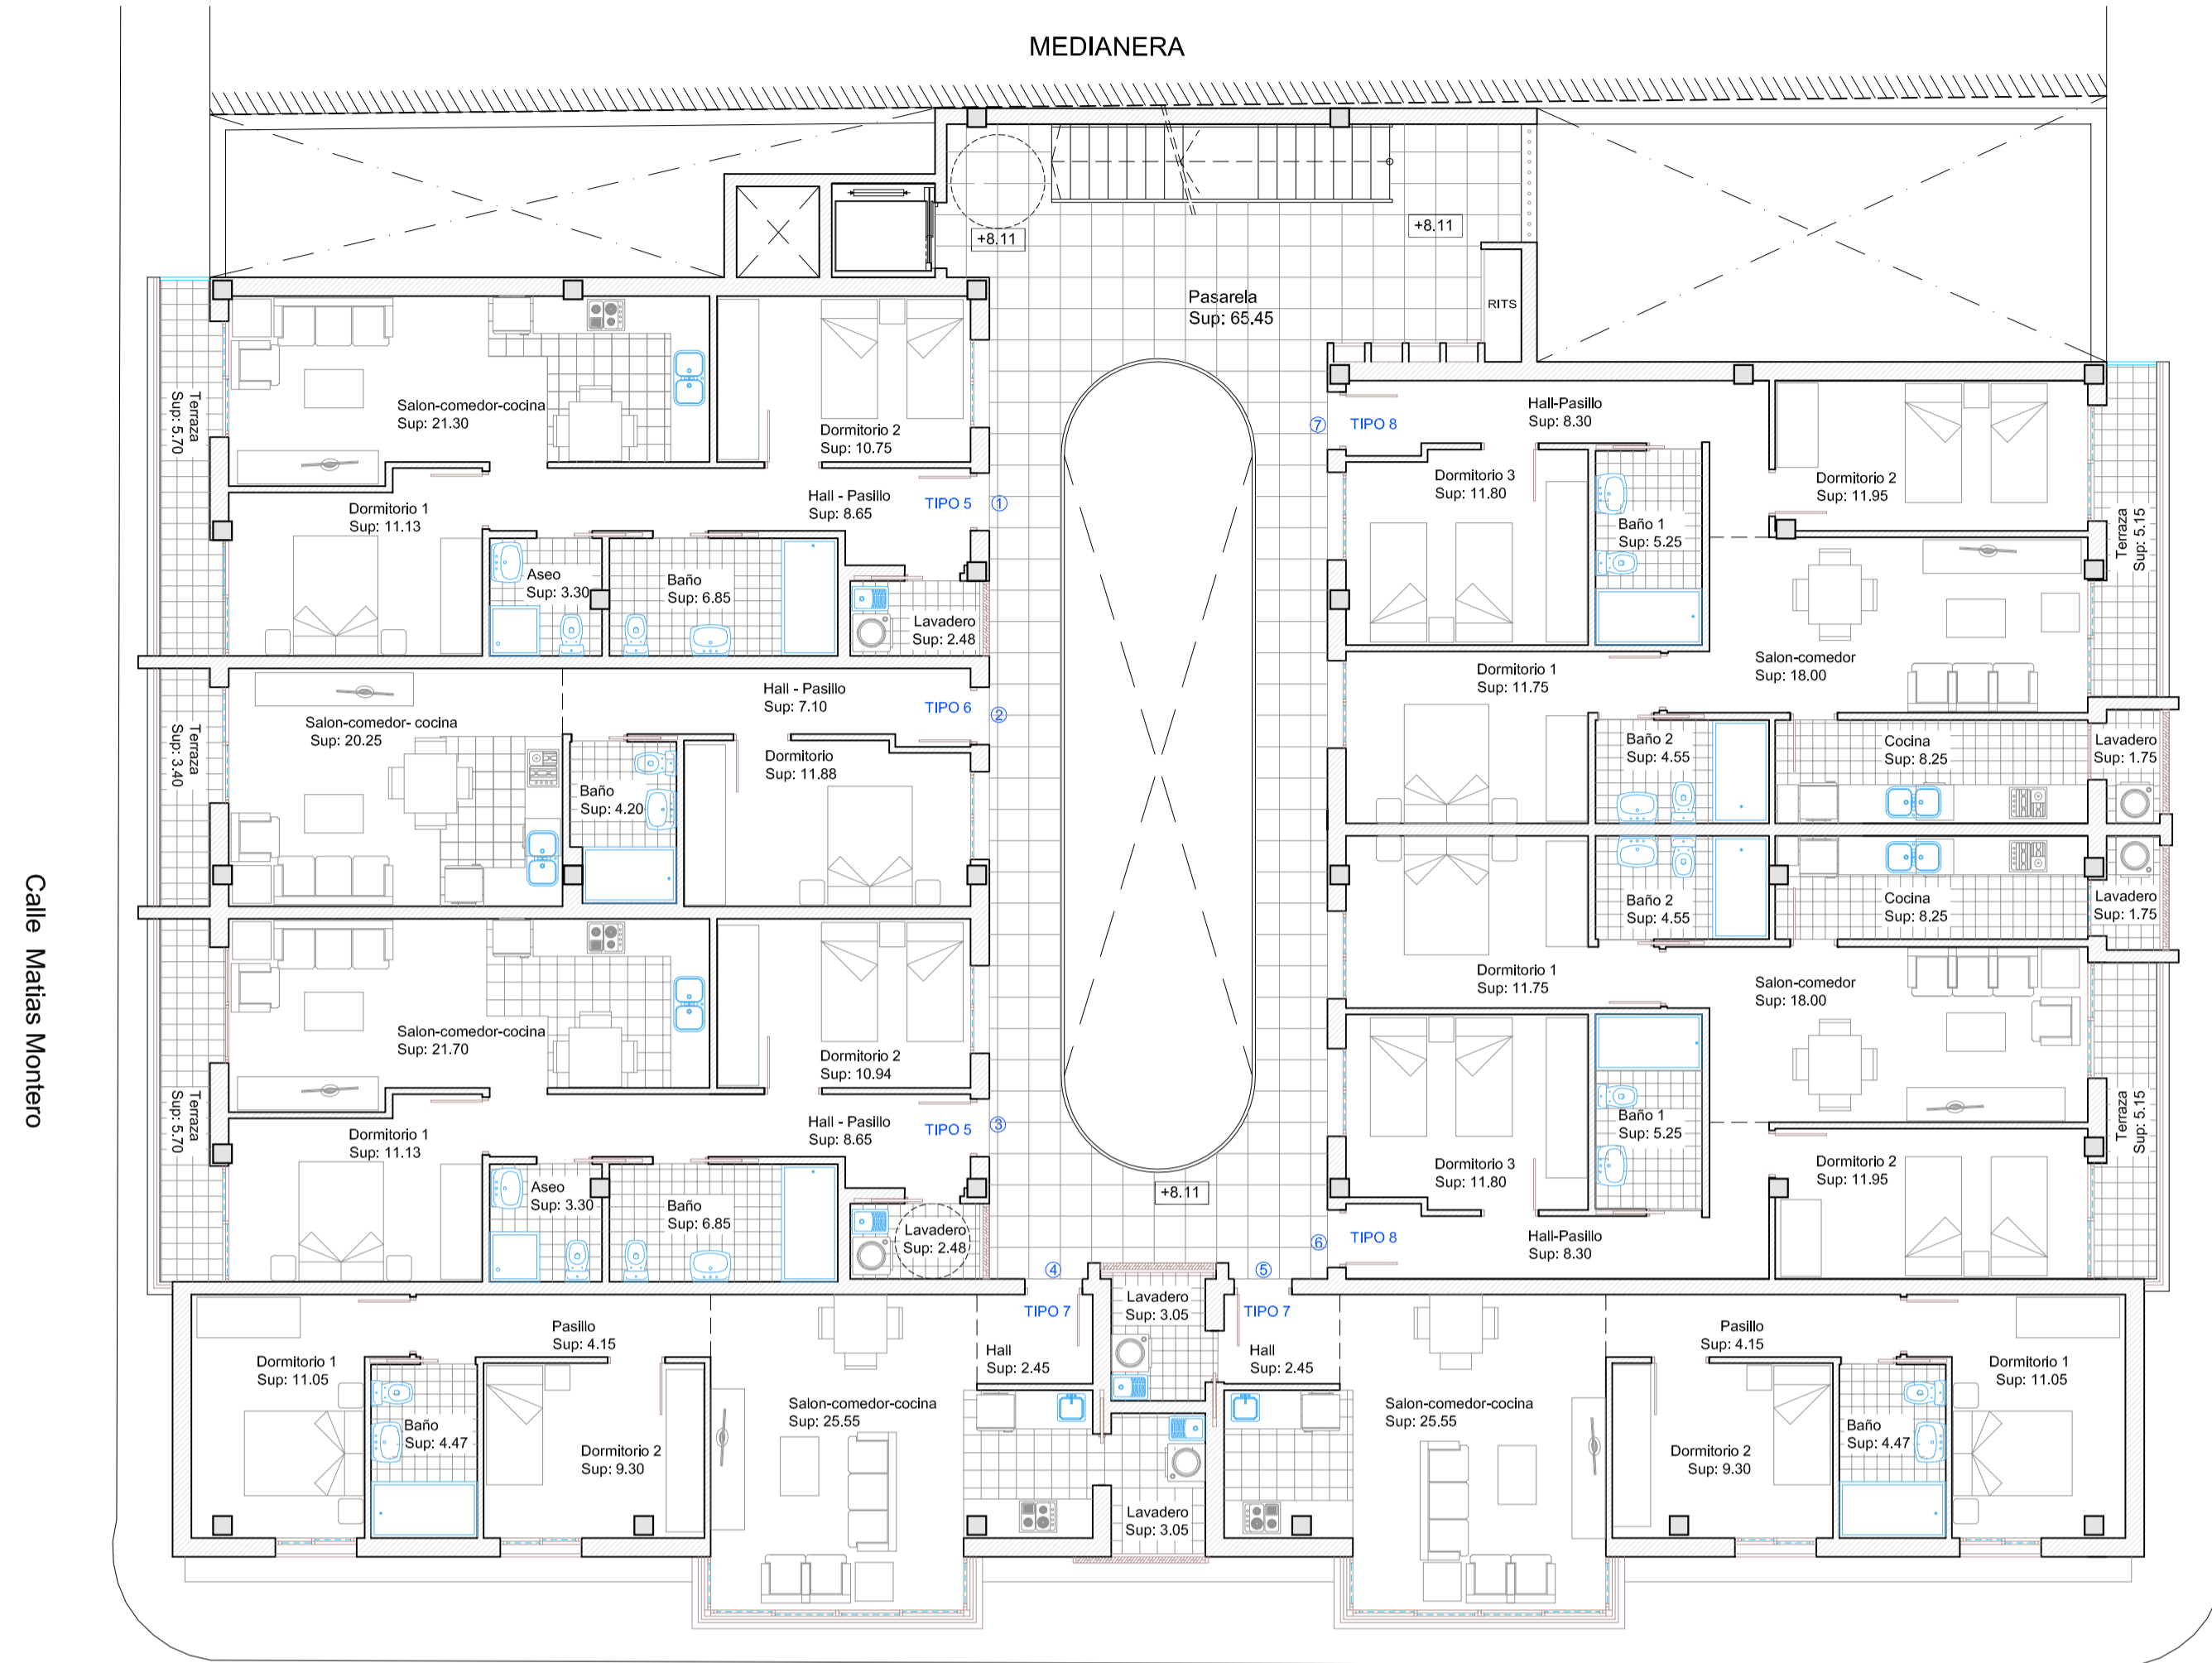 MEDIANERA
+8.11
+8.11
Pasarela
Sup: 65.45
RITS
Terraza
Sup: 5.70
Salon-comedor-cocina
Sup: 21.30
Dormitorio 2
Sup: 10.75
Dormitorio 1
Sup: 11.13
Hall - Pasillo
Sup: 8.65
TIPO 5
1
Aseo
Sup: 3.30
Baño
Sup: 6.85
Lavadero
Sup: 2.48
Terraza
Sup: 3.40
Salon-comedor- cocina
Sup: 20.25
Hall - Pasillo
Sup: 7.10
TIPO 6
2
Baño
Sup: 4.20
Dormitorio
Sup: 11.88
Terraza
Sup: 5.70
Salon-comedor-cocina
Sup: 21.70
Dormitorio 2
Sup: 10.94
Dormitorio 1
Sup: 11.13
Hall - Pasillo
Sup: 8.65
TIPO 5
3
Aseo
Sup: 3.30
Baño
Sup: 6.85
Lavadero
Sup: 2.48
7
TIPO 8
Hall-Pasillo
Sup: 8.30
Dormitorio 3
Sup: 11.80
Baño 1
Sup: 5.25
Dormitorio 2
Sup: 11.95
Terraza
Sup: 5.15
Dormitorio 1
Sup: 11.75
Salon-comedor
Sup: 18.00
Baño 2
Sup: 4.55
Cocina
Sup: 8.25
Lavadero
Sup: 1.75
Baño 2
Sup: 4.55
Cocina
Sup: 8.25
Lavadero
Sup: 1.75
Dormitorio 1
Sup: 11.75
Salon-comedor
Sup: 18.00
Dormitorio 3
Sup: 11.80
Baño 1
Sup: 5.25
Dormitorio 2
Sup: 11.95
Terraza
Sup: 5.15
6
TIPO 8
Hall-Pasillo
Sup: 8.30
+8.11
4
5
TIPO 7
Lavadero
Sup: 3.05
TIPO 7
Dormitorio 1
Sup: 11.05
Pasillo
Sup: 4.15
Baño
Sup: 4.47
Dormitorio 2
Sup: 9.30
Salon-comedor-cocina
Sup: 25.55
Hall
Sup: 2.45
Lavadero
Sup: 3.05
Hall
Sup: 2.45
Salon-comedor-cocina
Sup: 25.55
Pasillo
Sup: 4.15
Dormitorio 2
Sup: 9.30
Baño
Sup: 4.47
Dormitorio 1
Sup: 11.05
Calle Matias Montero